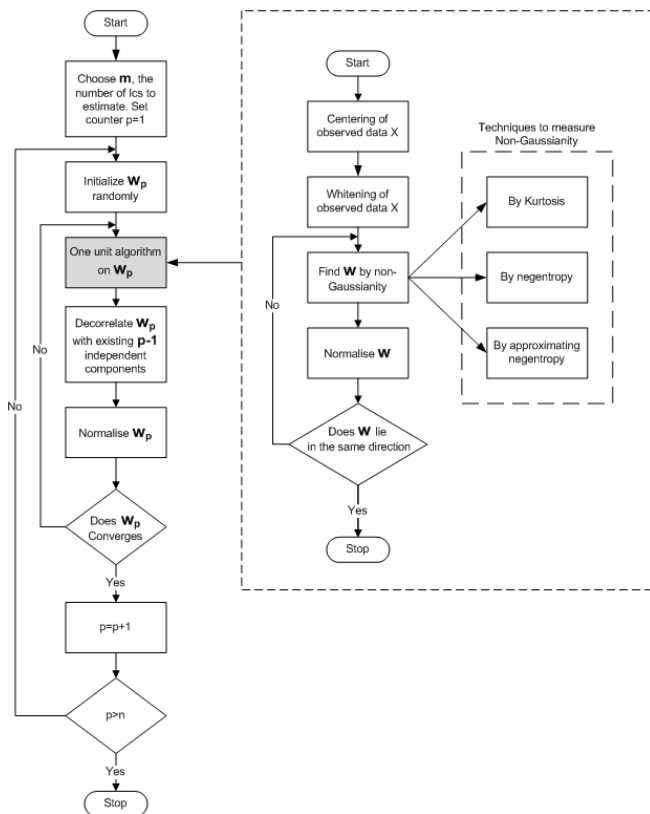 Start
Choose m, the
number of Ics to
estimate. Set
counter p=1
Initialize Wp
randomly
One unit algorithm
on Wp
Decorrelate Wp
with existing p-1
independent
components
Normalise Wp
Does Wp
Converges
Yes
p=p+1
p>n
Yes
Stop
No
No
Start
Centering of
observed data X
Whitening of
observed data X
Find W by non-
Gaussianity
Normalise W
Does W lie
in the same direction
Yes
Stop
No
Techniques to measure
Non-Gaussianity
By Kurtosis
By negentropy
By approximating
negentropy